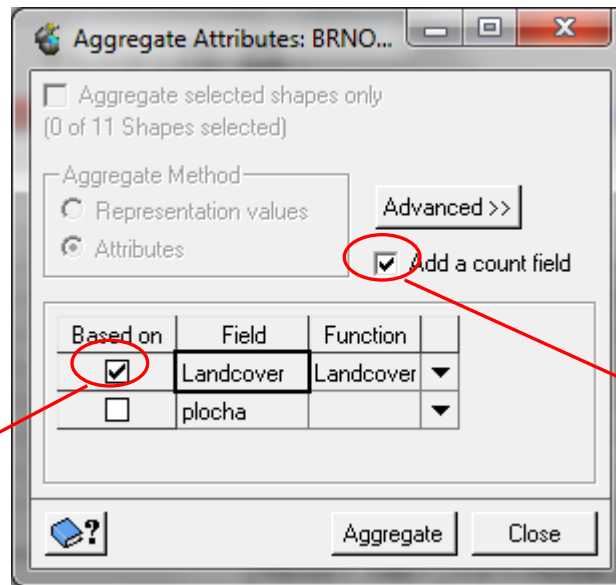 Aggregate Attributes: BRNO...
Aggregate selected shapes only
(0 of 11 Shapes selected)
Aggregate Method
Representation values
Attributes
Advanced >>
Add a count field
Based on Field Function
Landcover Landcover
plocha
?
Aggregate Close